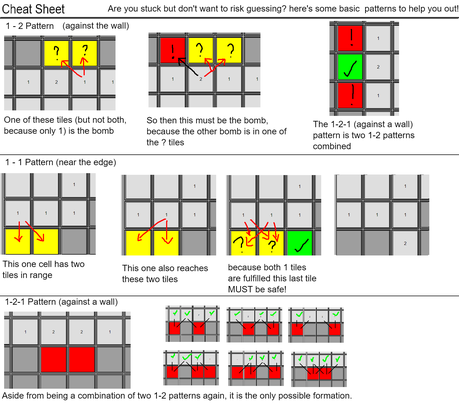 Cheat Sheet
Are you stuck but don't want to risk guessing? here's some basic patterns to help you out!
1 - 2 Pattern (against the wall)
? ?
1 2 1
! ? ?
1 2
! 1
2
! 1
One of these tiles (but not both,
because only 1) is the bomb
So then this must be the bomb,
because the other bomb is in one of
the ? tiles
The 1-2-1 (against a wall)
pattern is two 1-2 patterns
combined
1 - 1 Pattern (near the edge)
1
1 1 1
1
1 1 1
1
1 1 1
? ?
1
1 1
2
This one cell has two
tiles in range
This one also reaches
these two tiles
because both 1 tiles
are fulfilled this last tile
MUST be safe!
1-2-1 Pattern (against a wall)
1 2 2 1
Aside from being a combination of two 1-2 patterns again, it is the only possible formation.